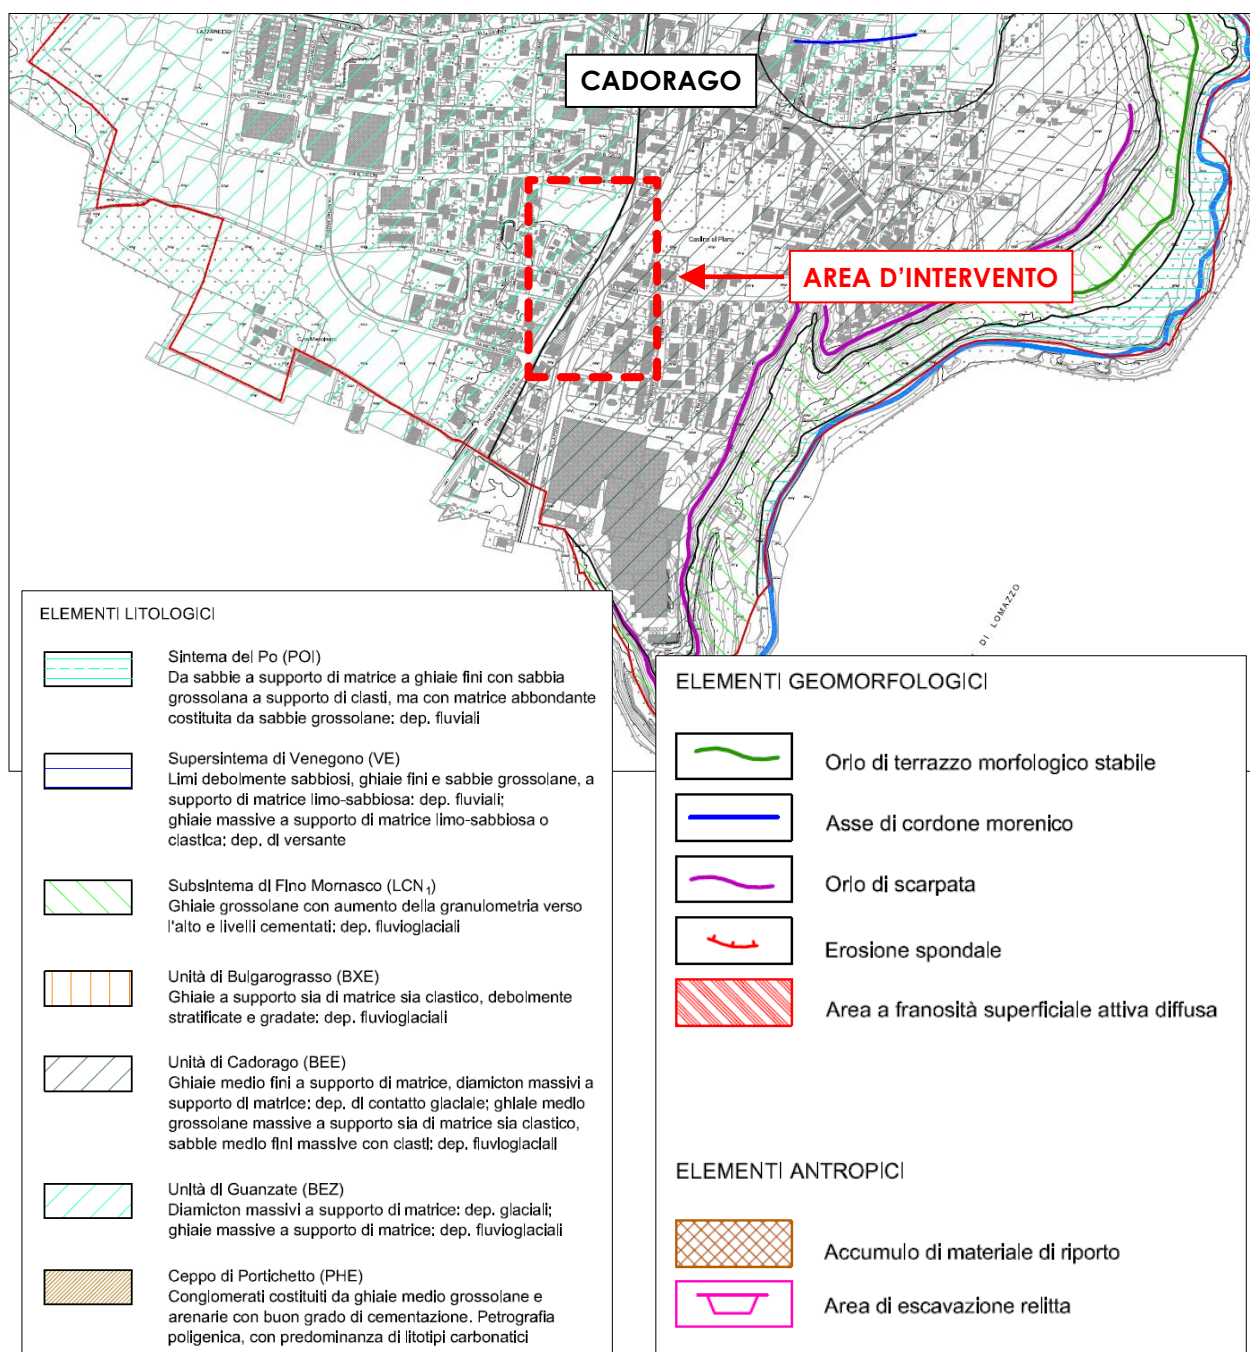 LAZZARETTO
CADORAGO
Caslino al Piano
AREA D'INTERVENTO
DI LOMAZZO
ELEMENTI LITOLOGICI
Sintema del Po (POI)
Da sabbie a supporto di matrice a ghiaie fini con sabbia
grossolana a supporto di clasti, ma con matrice abbondante
costituita da sabbie grossolane: dep. fluviali
Supersintema di Venegono (VE)
Limi debolmente sabbiosi, ghiaie fini e sabbie grossolane, a
supporto di matrice limo-sabbiosa: dep. fluviali;
ghiaie massive a supporto di matrice limo-sabbiosa o
clastica: dep. di versante
Subsintema di Fino Mornasco (LCN1)
Ghiaie grossolane con aumento della granulometria verso
l'alto e livelli cementati: dep. fluvioglaciali
Unità di Bulgarograsso (BXE)
Ghiaie a supporto sia di matrice sia clastico, debolmente
stratificate e gradate: dep. fluvioglaciali
Unità di Cadorago (BEE)
Ghiaie medio fini a supporto di matrice, diamicton massivi a
supporto di matrice: dep. di contatto glaciale; ghiaie medio
grossolane massive a supporto sia di matrice sia clastico,
sabbie medio fini massive con clasti: dep. fluvioglaciali
Unità di Guanzate (BEZ)
Diamicton massivi a supporto di matrice: dep. glaciali;
ghiaie massive a supporto di matrice: dep. fluvioglaciali
Ceppo di Portichetto (PHE)
Conglomerati costituiti da ghiaie medio grossolane e
arenarie con buon grado di cementazione. Petrografia
poligenica, con predominanza di litotipi carbonatici
ELEMENTI GEOMORFOLOGICI
Orlo di terrazzo morfologico stabile
Asse di cordone morenico
Orlo di scarpata
Erosione spondale
Area a franosità superficiale attiva diffusa
ELEMENTI ANTROPICI
Accumulo di materiale di riporto
Area di escavazione relitta